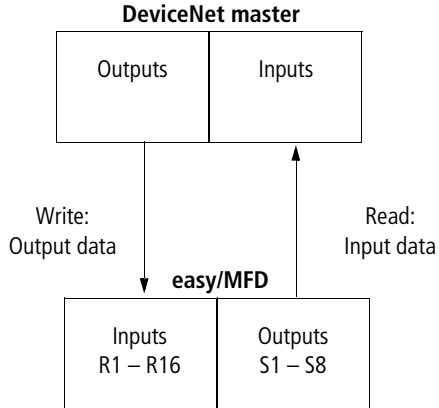 DeviceNet master
Outputs
Inputs
Write:
Output data
Read:
Input data
easy/MFD
Inputs
R1 – R16
Outputs
S1 – S8